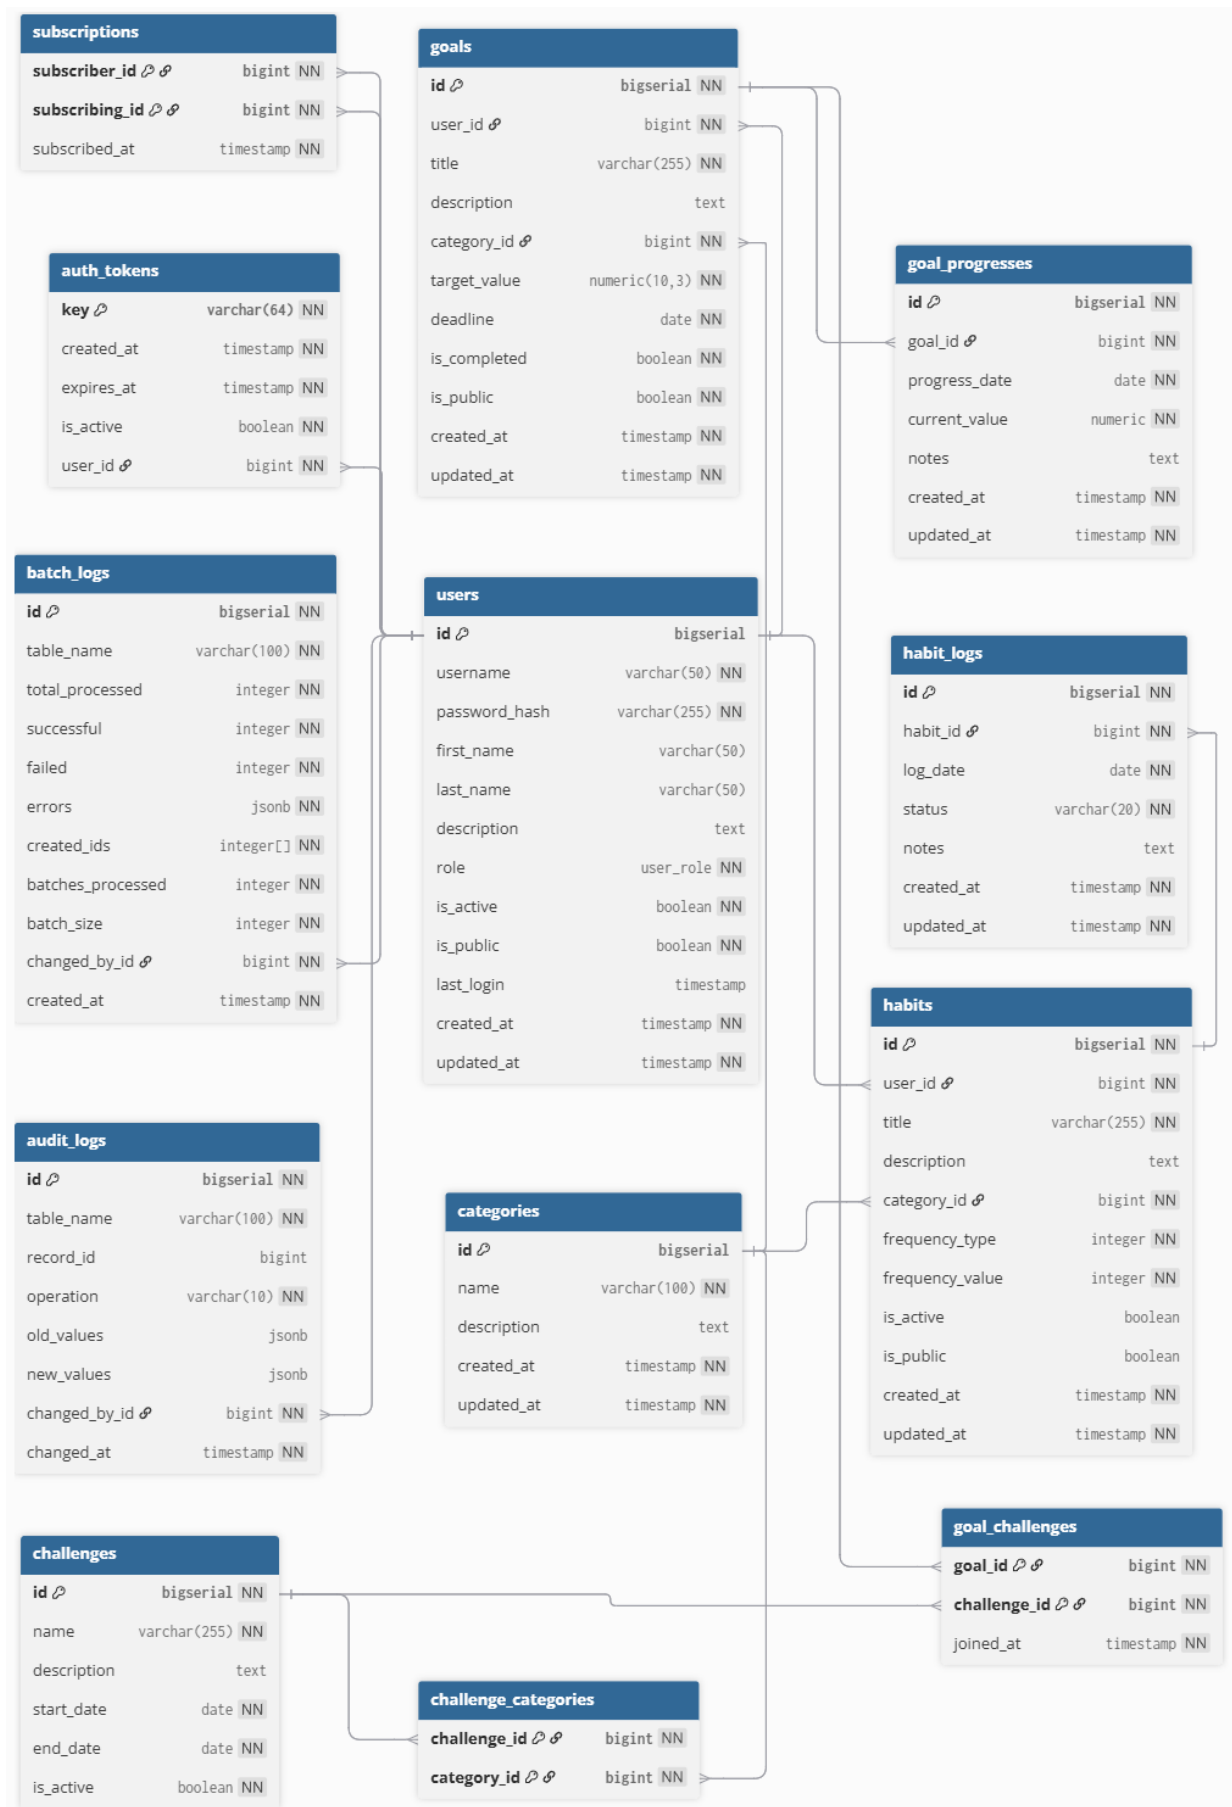 subscriptions
subscriber_id bigint NN
subscribing_id bigint NN
subscribed_at timestamp NN
goals
id bigserial NN
user_id bigint NN
title varchar(255) NN
description text
category_id bigint NN
target_value numeric(10,3) NN
deadline date NN
is_completed boolean NN
is_public boolean NN
created_at timestamp NN
updated_at timestamp NN
auth_tokens
key varchar(64) NN
created_at timestamp NN
expires_at timestamp NN
is_active boolean NN
user_id bigint NN
goal_progresses
id bigserial NN
goal_id bigint NN
progress_date date NN
current_value numeric NN
notes text
created_at timestamp NN
updated_at timestamp NN
batch_logs
id bigserial NN
table_name varchar(100) NN
total_processed integer NN
successful integer NN
failed integer NN
errors jsonb NN
created_ids integer[] NN
batches_processed integer NN
batch_size integer NN
changed_by_id bigint NN
created_at timestamp NN
users
id bigserial
username varchar(50) NN
password_hash varchar(255) NN
first_name varchar(50)
last_name varchar(50)
description text
role user_role NN
is_active boolean NN
is_public boolean NN
last_login timestamp
created_at timestamp NN
updated_at timestamp NN
habit_logs
id bigserial NN
habit_id bigint NN
log_date date NN
status varchar(20) NN
notes text
created_at timestamp NN
updated_at timestamp NN
habits
id bigserial NN
user_id bigint NN
title varchar(255) NN
description text
category_id bigint NN
frequency_type integer NN
frequency_value integer NN
is_active boolean
is_public boolean
created_at timestamp NN
updated_at timestamp NN
audit_logs
id bigserial NN
table_name varchar(100) NN
record_id bigint
operation varchar(10) NN
old_values jsonb
new_values jsonb
changed_by_id bigint NN
changed_at timestamp NN
categories
id bigserial
name varchar(100) NN
description text
created_at timestamp NN
updated_at timestamp NN
goal_challenges
goal_id bigint NN
challenge_id bigint NN
joined_at timestamp NN
challenges
id bigserial NN
name varchar(255) NN
description text
start_date date NN
end_date date NN
is_active boolean NN
challenge_categories
challenge_id bigint NN
category_id bigint NN